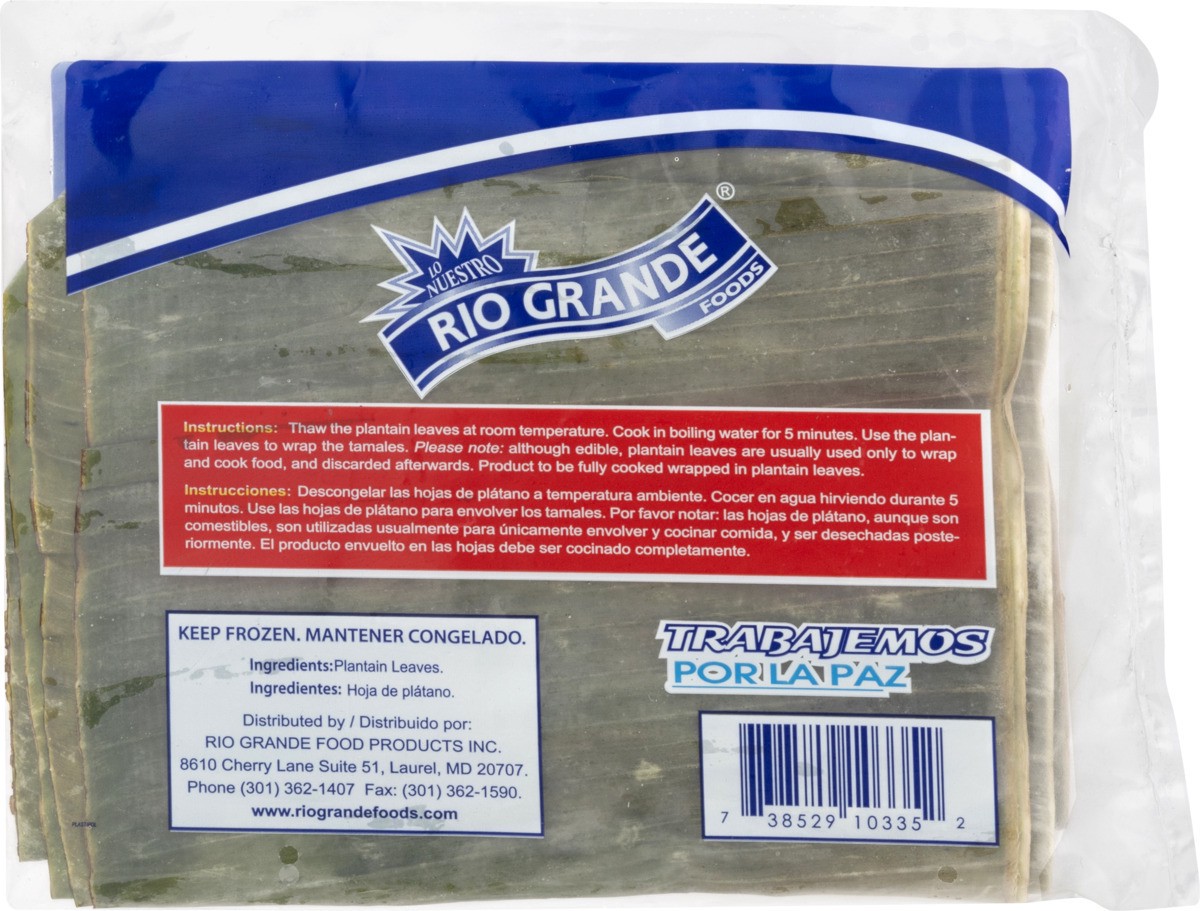 LO
NUESTRO
RIO GRANDE
FOODS
®
Instructions: Thaw the plantain leaves at room temperature. Cook in boiling water for 5 minutes. Use the plan-
tain leaves to wrap the tamales. Please note: although edible, plantain leaves are usually used only to wrap
and cook food, and discarded afterwards. Product to be fully cooked wrapped in plantain leaves.
Instrucciones: Descongelar las hojas de plátano a temperatura ambiente. Cocer en agua hirviendo durante 5
minutos. Use las hojas de plátano para envolver los tamales. Por favor notar: las hojas de plátano, aunque son
comestibles, son utilizadas usualmente para únicamente envolver y cocinar comida, y ser desechadas poste-
riormente. El producto envuelto en las hojas debe ser cocinado completamente.
KEEP FROZEN. MANTENER CONGELADO.
Ingredients:Plantain Leaves.
Ingredientes: Hoja de plátano.
Distributed by / Distribuido por:
RIO GRANDE FOOD PRODUCTS INC.
8610 Cherry Lane Suite 51, Laurel, MD 20707.
Phone (301) 362-1407 Fax: (301) 362-1590.
www.riograndefoods.com
TRABAJEMOS
POR LA PAZ
7 38529 10335 2
PLASTIPOL